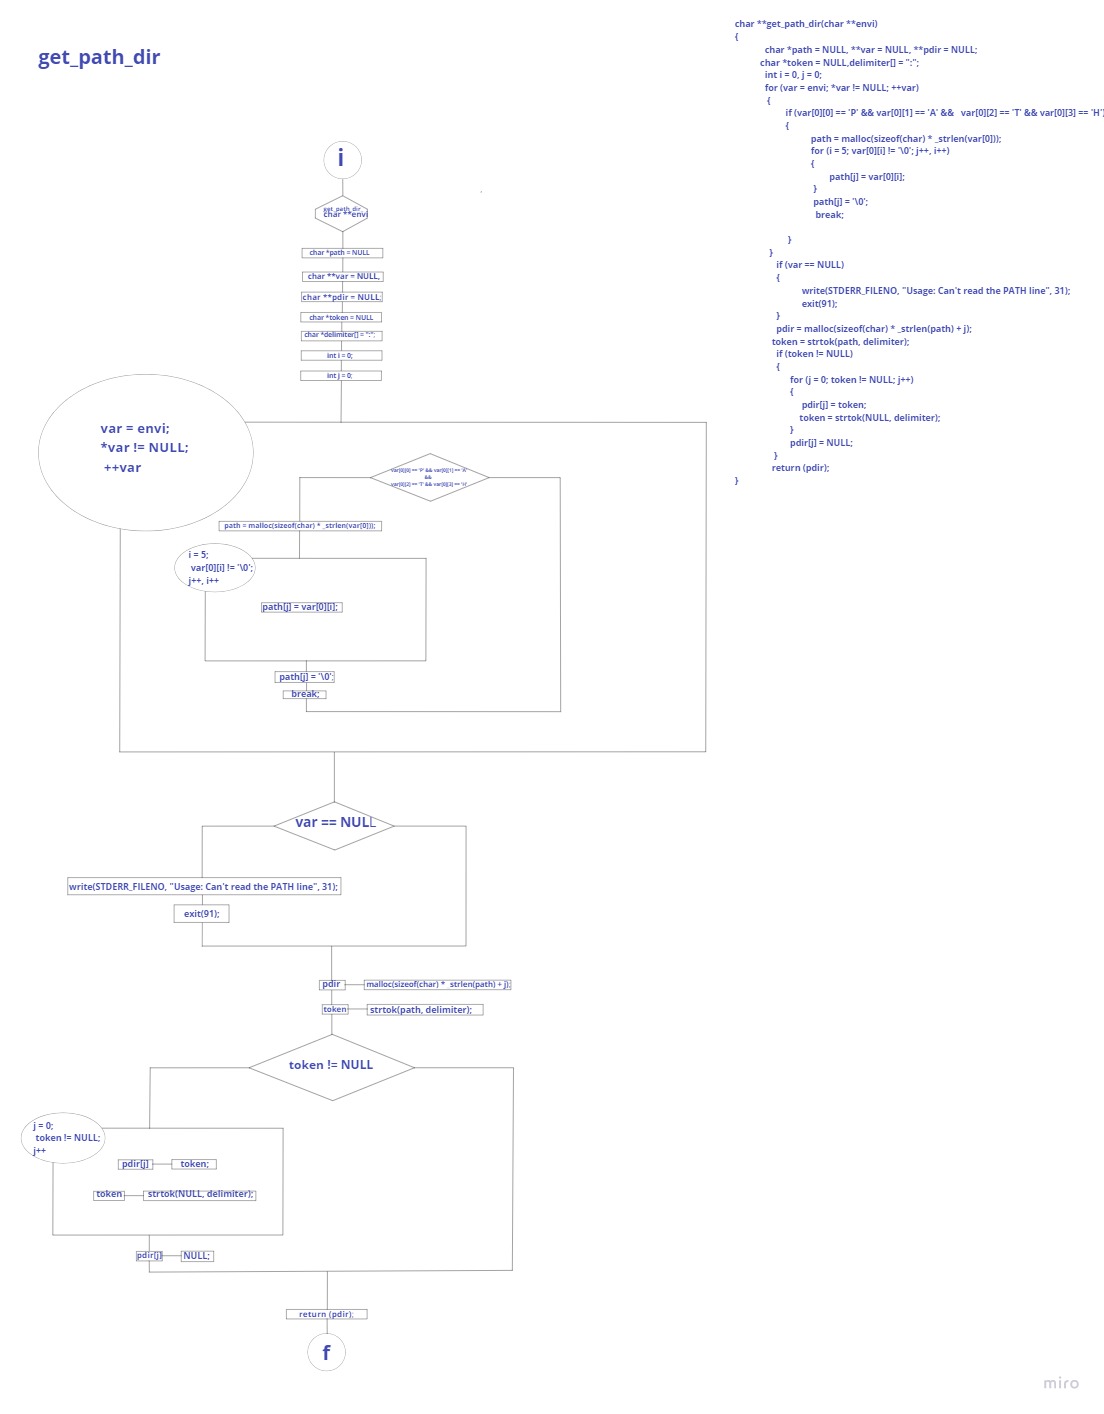 get_path_dir
i
get_path_dir
char **envi
char *path = NULL
char **var = NULL,
char **pdir = NULL;
char *token = NULL
char *delimiter[] = ":";
int i = 0;
int j = 0;
var = envi;
*var != NULL;
++var
var[0][0] == 'P' && var[0][1] == 'A'
&&
var[0][2] == 'T' && var[0][3] == 'H'
path = malloc(sizeof(char) * _strlen(var[0]));
i = 5;
var[0][i] != '\0';
j++, i++
path[j] = var[0][i];
path[j] = '\0';
break;
var == NULL
write(STDERR_FILENO, "Usage: Can't read the PATH line", 31);
exit(91);
pdir malloc(sizeof(char) * _strlen(path) + j);
token strtok(path, delimiter);
token != NULL
j = 0;
token != NULL;
j++
pdir[j] token;
token strtok(NULL, delimiter);
pdir[j] NULL;
return (pdir);
f
char **get_path_dir(char **envi)
{
char *path = NULL, **var = NULL, **pdir = NULL;
char *token = NULL,delimiter[] = ":";
int i = 0, j = 0;
for (var = envi; *var != NULL; ++var)
{
if (var[0][0] == 'P' && var[0][1] == 'A' && var[0][2] == 'T' && var[0][3] == 'H')
{
path = malloc(sizeof(char) * _strlen(var[0]));
for (i = 5; var[0][i] != '\0'; j++, i++)
{
path[j] = var[0][i];
}
path[j] = '\0';
break;
}
}
if (var == NULL)
{
write(STDERR_FILENO, "Usage: Can't read the PATH line", 31);
exit(91);
}
pdir = malloc(sizeof(char) * _strlen(path) + j);
token = strtok(path, delimiter);
if (token != NULL)
{
for (j = 0; token != NULL; j++)
{
pdir[j] = token;
token = strtok(NULL, delimiter);
}
pdir[j] = NULL;
}
return (pdir);
}
miro